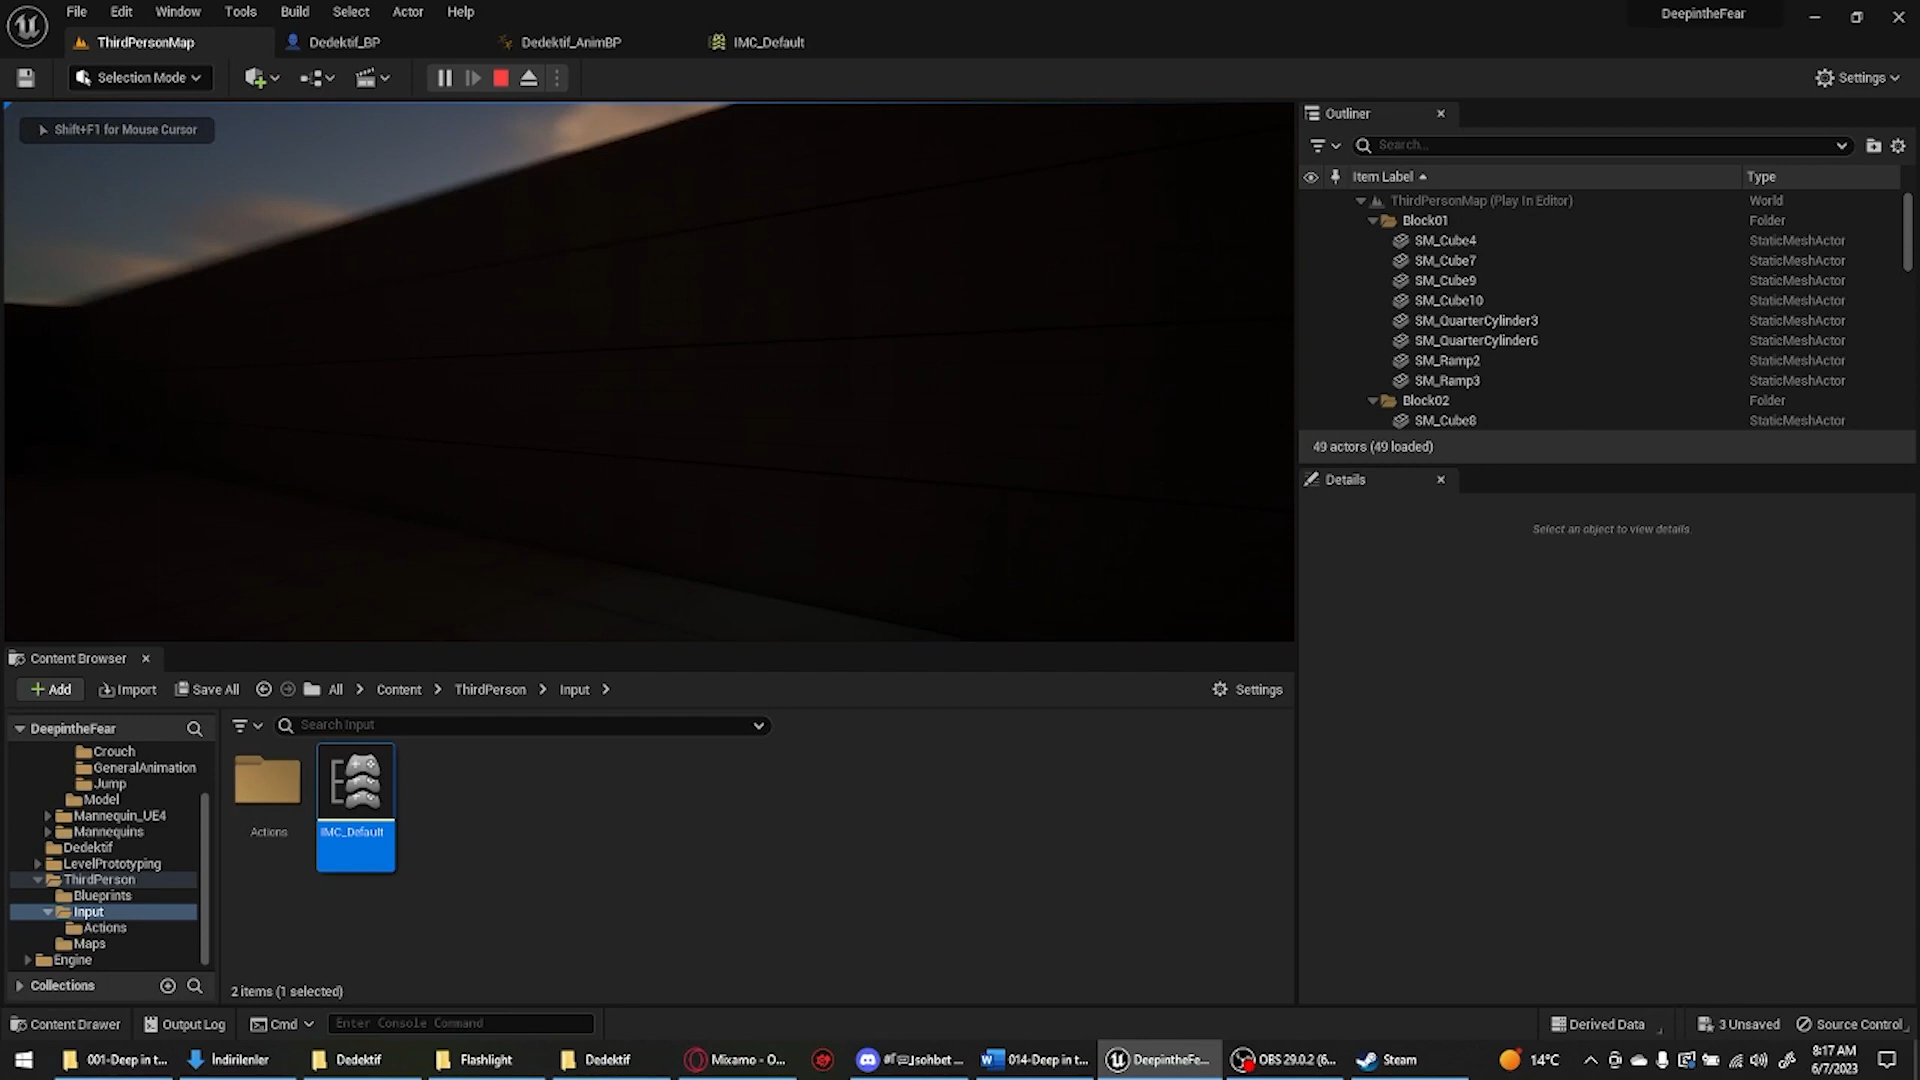 File Edit Window Tools Build Select Actor Help
DeepintheFear
ThirdPersonMap
Dedektif_BP
Dedektif_AnimBP
IMC_Default
Selection Mode
Settings
Shift+F1 for Mouse Cursor
Outliner
Search...
Item Label
Type
ThirdPersonMap (Play In Editor) World
Block01 Folder
SM_Cube4 StaticMeshActor
SM_Cube7 StaticMeshActor
SM_Cube9 StaticMeshActor
SM_Cube10 StaticMeshActor
SM_QuarterCylinder3 StaticMeshActor
SM_QuarterCylinder6 StaticMeshActor
SM_Ramp2 StaticMeshActor
SM_Ramp3 StaticMeshActor
Block02 Folder
SM_Cube8 StaticMeshActor
49 actors (49 loaded)
Details
Select an object to view details.
Content Browser
Add Import Save All All Content ThirdPerson Input Settings
DeepintheFear
Search Input
Crouch
GeneralAnimation
Jump
Model
Mannequin_UE4
Mannequins
Dedektif
LevelPrototyping
ThirdPerson
Blueprints
Input
Actions
Maps
Engine
Collections
Actions
IMC_Default
2 items (1 selected)
Content Drawer Output Log Cmd Enter Console Command Derived Data 3 Unsaved Source Control
001-Deep in t... İndirilenler Dedektif Flashlight Dedektif Mixamo - O... sohbet ... 014-Deep in t... DeepintheFe... OBS 29.0.2 (6... Steam 14°C
8:17 AM
6/7/2023